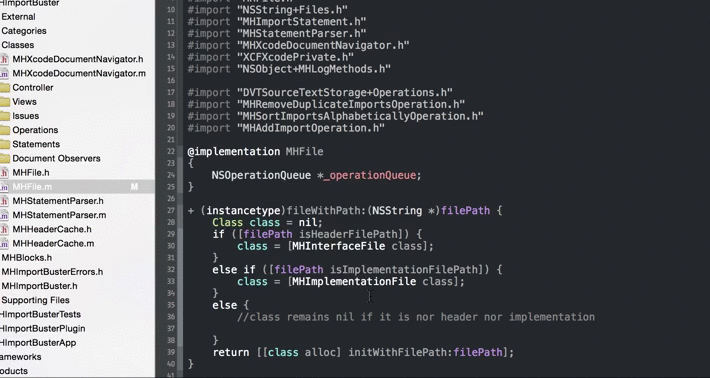 HImportBuster
External
Categories
Classes
MHXcodeDocumentNavigator.h
MHXcodeDocumentNavigator.m
Controller
Views
Issues
Operations
Statements
Document Observers
MHFile.h
MHFile.m M
MHStatementParser.h
MHStatementParser.m
MHHeaderCache.h
MHHeaderCache.m
MHBlocks.h
MHImportBusterErrors.h
MHImportBuster.h
Supporting Files
HImportBusterTests
HImportBusterPlugin
HImportBusterApp
ameworks
oducts
10 #import "NSString+Files.h"
11 #import "MHImportStatement.h"
12 #import "MHStatementParser.h"
13 #import "MHXcodeDocumentNavigator.h"
14 #import "XCFXcodePrivate.h"
15 #import "NSObject+MHLogMethods.h"
16
17 #import "DVTSourceTextStorage+Operations.h"
18 #import "MHRemoveDuplicateImportsOperation.h"
19 #import "MHSortImportsAlphabeticallyOperation.h"
20 #import "MHAddImportOperation.h"
21
22 @implementation MHFile
23 {
24 NSOperationQueue *_operationQueue;
25 }
26
27 + (instancetype)fileWithPath:(NSString *)filePath {
28 Class class = nil;
29 if ([filePath isHeaderFilePath]) {
30 class = [MHInterfaceFile class];
31 }
32 else if ([filePath isImplementationFilePath]) {
33 class = [MHImplementationFile class];
34 }
35 else {
36 //class remains nil if it is nor header nor implementation
37
38 }
39 return [[class alloc] initWithFilePath:filePath];
40 }
41